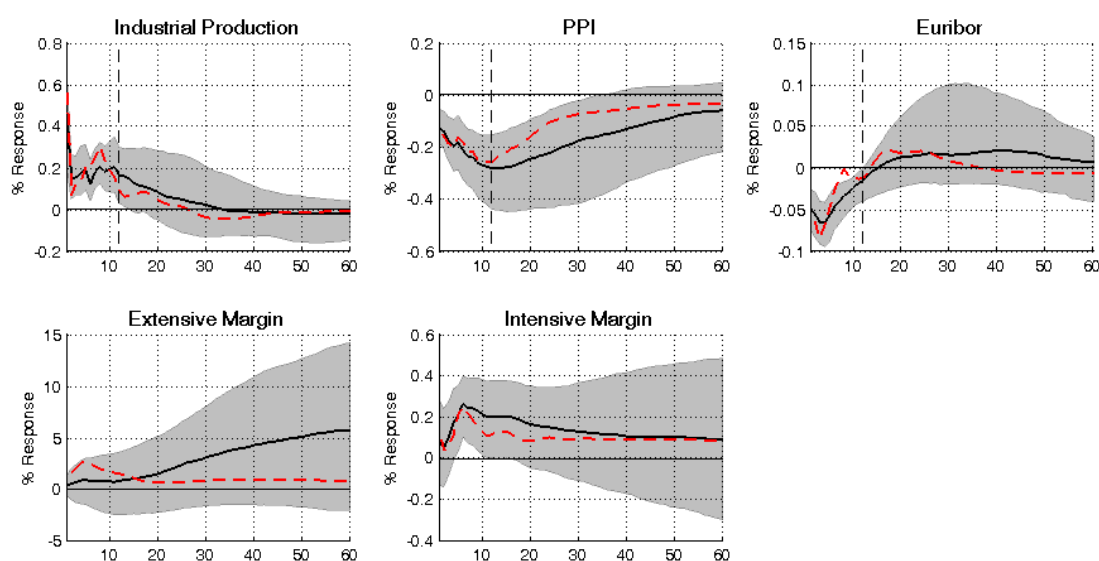 Industrial Production
% Response
0.8
0.6
0.4
0.2
0
-0.2
10 20 30 40 50 60
PPI
0.2
0
-0.2
-0.4
-0.6
10 20 30 40 50 60
Euribor
% Response
0.15
0.1
0.05
0
-0.05
-0.1
10 20 30 40 50 60
Extensive Margin
% Response
15
10
5
0
-5
10 20 30 40 50 60
Intensive Margin
% Response
0.6
0.4
0.2
0
-0.2
-0.4
10 20 30 40 50 60